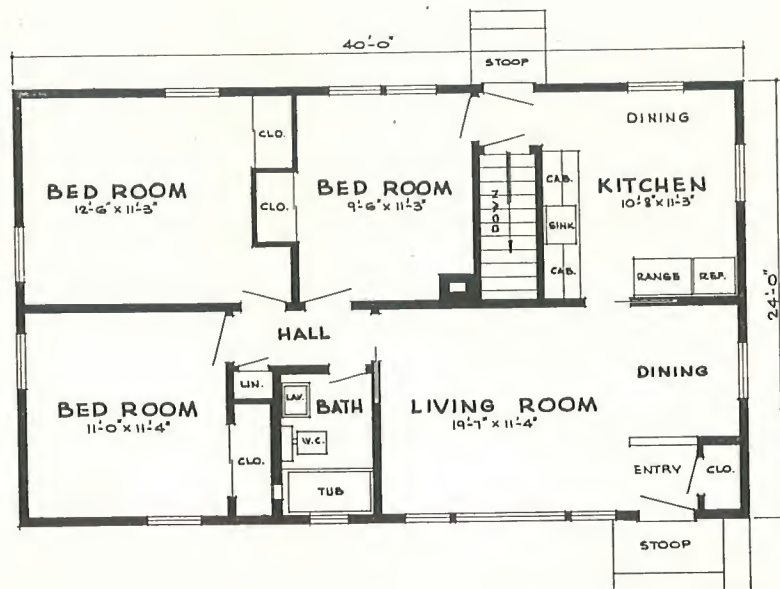 40'-0"
STOOP
DINING
CLO.
BED ROOM
12'-6" x 11'-3"
BED ROOM
9'-6" x 11'-3"
CLO.
DOWN
CAB.
SINK
CAB.
KITCHEN
10'-8" x 11'-3"
RANGE
REF.
24'-0"
HALL
DINING
LIN.
LAV.
BATH
BED ROOM
11'-0" x 11'-4"
LIVING ROOM
19'-7" x 11'-4"
W.C.
CLO.
TUB
ENTRY
CLO.
STOOP